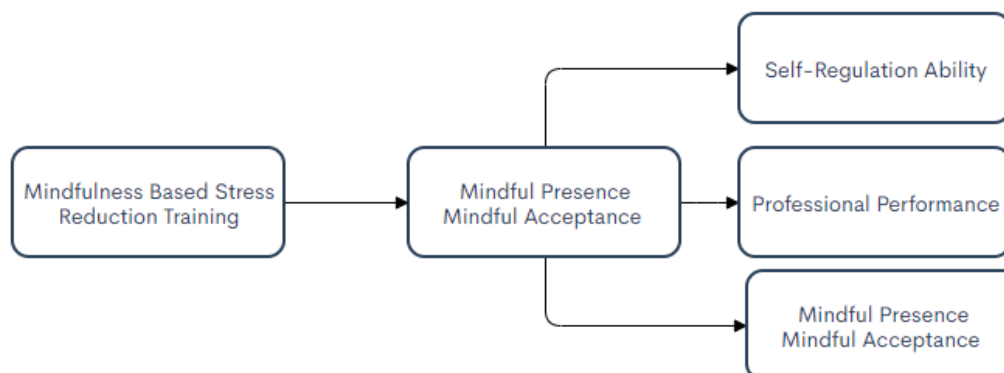 Self-Regulation Ability
Mindfulness Based Stress
Reduction Training
Mindful Presence
Mindful Acceptance
Professional Performance
Mindful Presence
Mindful Acceptance